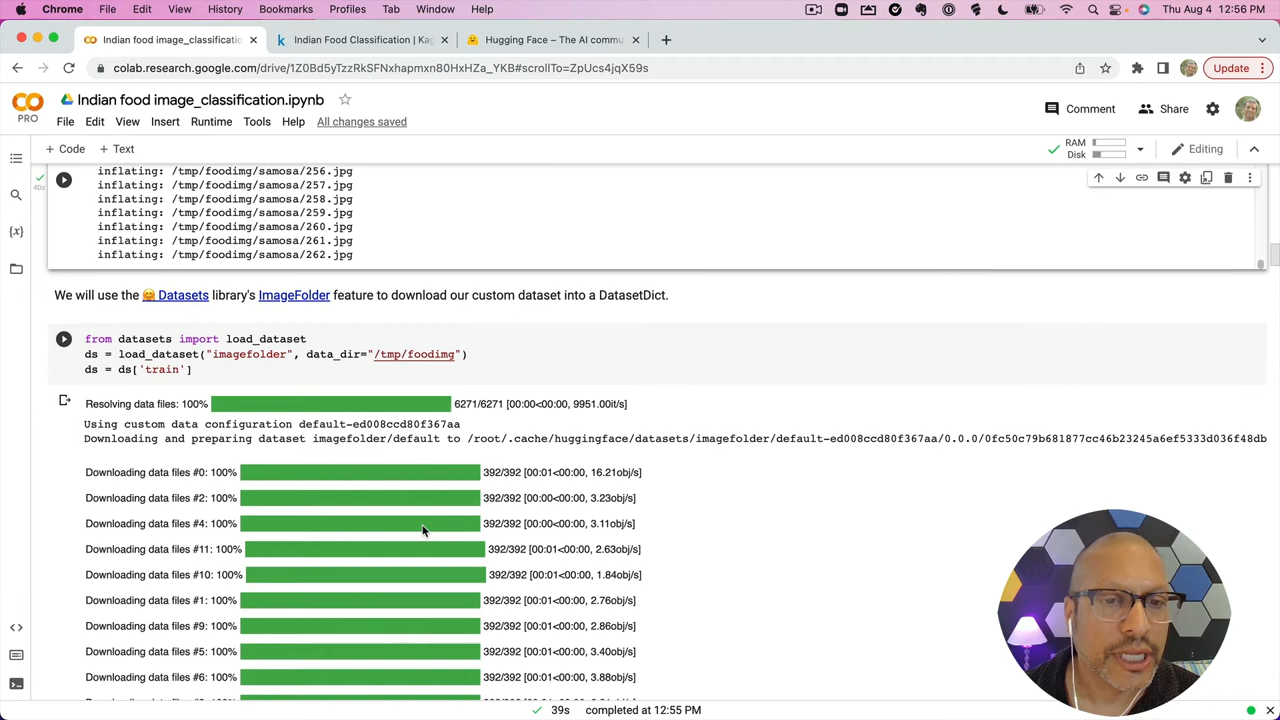 Chrome File Edit View History Bookmarks Profiles Tab Window Help Thu Aug 4 12:56 PM
Indian food image_classificatio Indian Food Classification | Kag Hugging Face – The AI commu
colab.research.google.com/drive/1Z0Bd5yTzzRkSFNxhapmxn80HxHZa_YKB#scrollTo=ZpUcs4jqX59s Update
Indian food image_classification.ipynb
PRO
File Edit View Insert Runtime Tools Help All changes saved
Comment Share
+ Code + Text
RAM
Disk
Editing
40s
inflating: /tmp/foodimg/samosa/256.jpg
inflating: /tmp/foodimg/samosa/257.jpg
inflating: /tmp/foodimg/samosa/258.jpg
inflating: /tmp/foodimg/samosa/259.jpg
inflating: /tmp/foodimg/samosa/260.jpg
inflating: /tmp/foodimg/samosa/261.jpg
inflating: /tmp/foodimg/samosa/262.jpg
We will use the 🤗 Datasets library's ImageFolder feature to download our custom dataset into a DatasetDict.
from datasets import load_dataset
ds = load_dataset("imagefolder", data_dir="/tmp/foodimg")
ds = ds['train']
Resolving data files: 100% 6271/6271 [00:00<00:00, 9951.00it/s]
Using custom data configuration default-ed008ccd80f367aa
Downloading and preparing dataset imagefolder/default to /root/.cache/huggingface/datasets/imagefolder/default-ed008ccd80f367aa/0.0.0/0fc50c79b681877cc46b23245a6ef5333d036f48db
Downloading data files #0: 100% 392/392 [00:01<00:00, 16.21obj/s]
Downloading data files #2: 100% 392/392 [00:00<00:00, 3.23obj/s]
Downloading data files #4: 100% 392/392 [00:00<00:00, 3.11obj/s]
Downloading data files #11: 100% 392/392 [00:01<00:00, 2.63obj/s]
Downloading data files #10: 100% 392/392 [00:01<00:00, 1.84obj/s]
Downloading data files #1: 100% 392/392 [00:01<00:00, 2.76obj/s]
Downloading data files #9: 100% 392/392 [00:01<00:00, 2.86obj/s]
Downloading data files #5: 100% 392/392 [00:01<00:00, 3.40obj/s]
Downloading data files #6: 100% 392/392 [00:01<00:00, 3.88obj/s]
39s completed at 12:55 PM